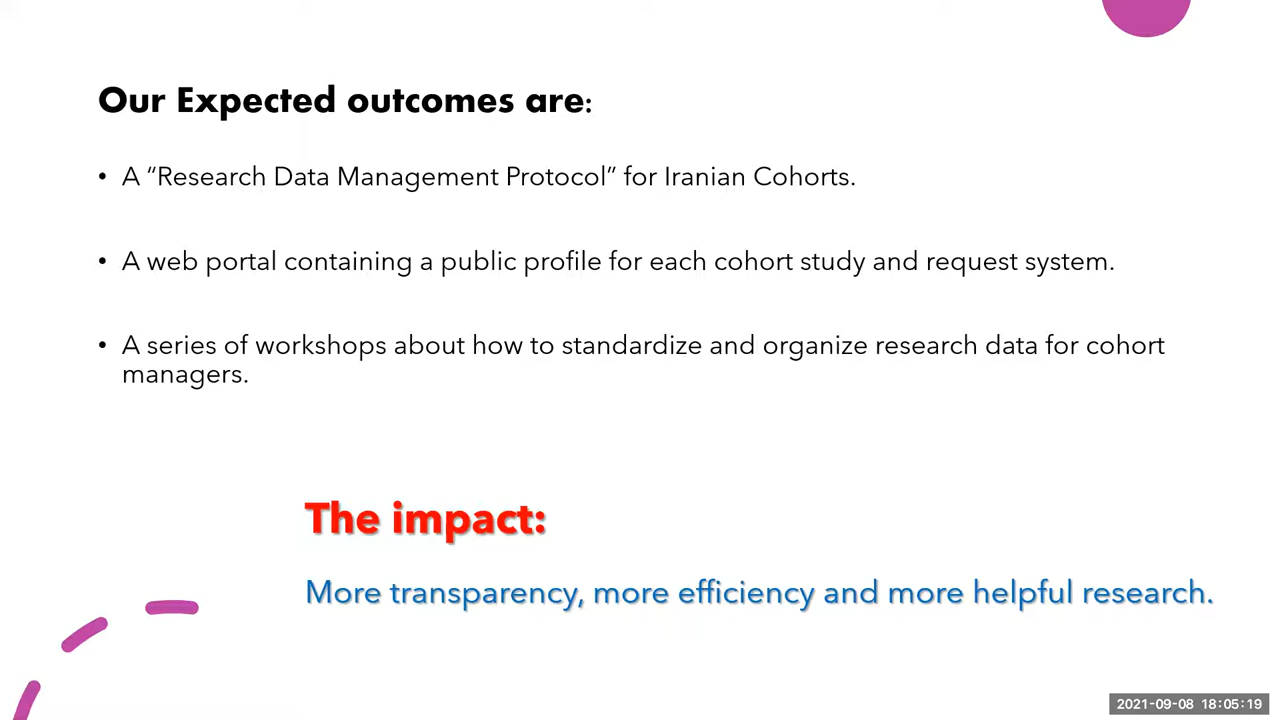 Our Expected outcomes are:
• A “Research Data Management Protocol” for Iranian Cohorts.
• A web portal containing a public profile for each cohort study and request system.
• A series of workshops about how to standardize and organize research data for cohort
managers.
The impact:
More transparency, more efficiency and more helpful research.
2021-09-08 18:05:19